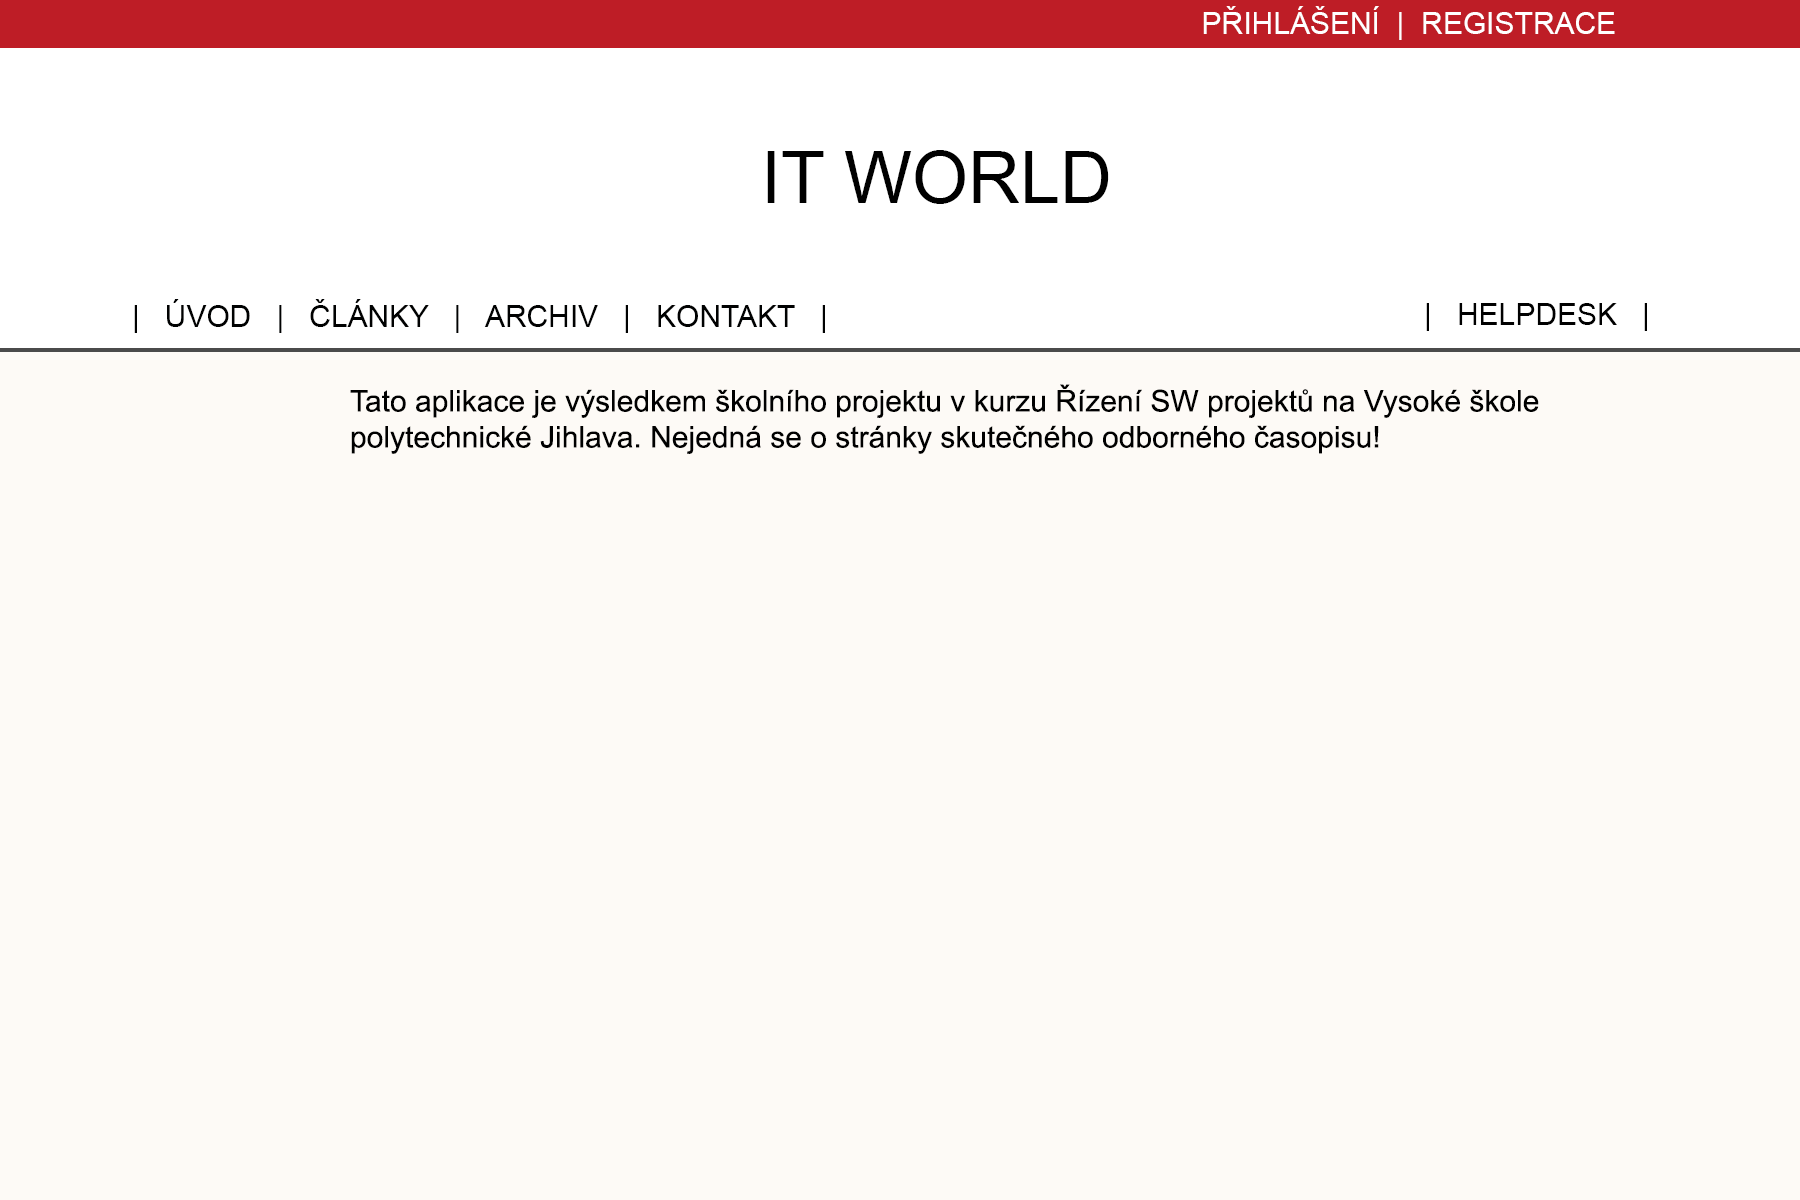 PŘIHLÁŠENÍ | REGISTRACE
IT WORLD
| ÚVOD | ČLÁNKY | ARCHIV | KONTAKT | | HELPDESK |
Tato aplikace je výsledkem školního projektu v kurzu Řízení SW projektů na Vysoké škole
polytechnické Jihlava. Nejedná se o stránky skutečného odborného časopisu!